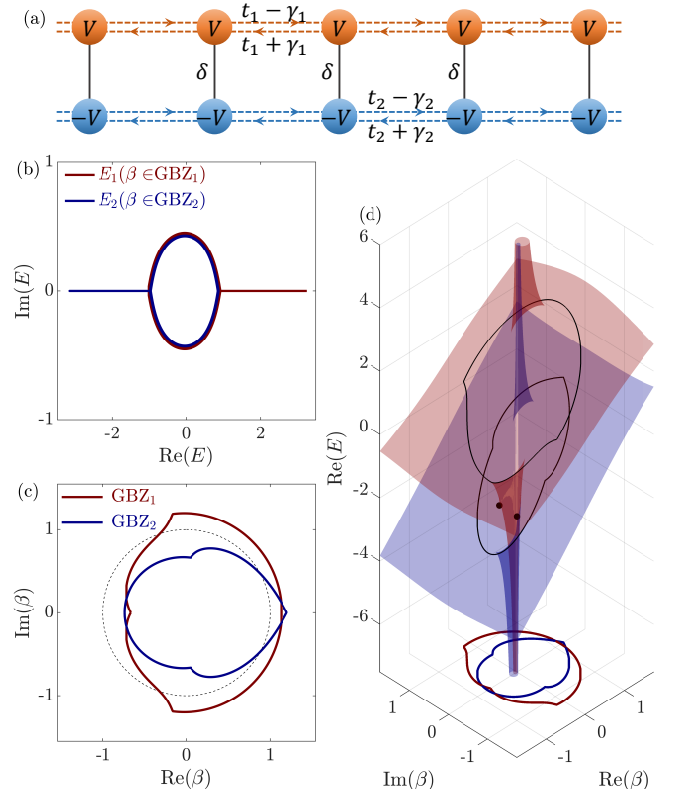 (a)
t₁ − γ₁
V V V V V
t₁ + γ₁
δ δ δ
t₂ − γ₂
−V −V −V −V −V
t₂ + γ₂
(b)
1
0
-1
Im(E)
E₁(β ∈GBZ₁)
E₂(β ∈GBZ₂)
-2 0 2
Re(E)
(c)
1
0
-1
Im(β)
GBZ₁
GBZ₂
-1 0 1
Re(β)
(d)
6
4
2
0
-2
-4
-6
Re(E)
1
0
-1
Im(β)
-1
0
1
Re(β)